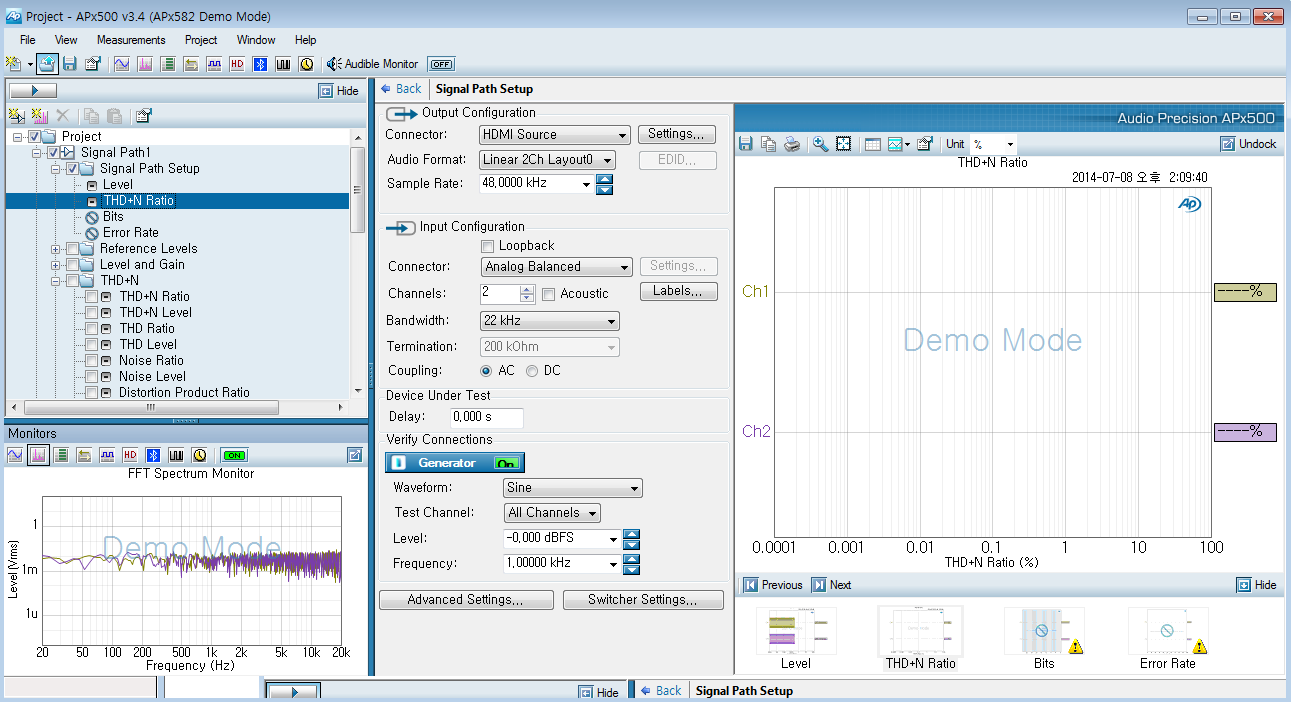 Project - APx500 v3.4 (APx582 Demo Mode)
File View Measurements Project Window Help
HD Audible Monitor OFF
Hide
Project
Signal Path1
Signal Path Setup
Level
THD+N Ratio
Bits
Error Rate
Reference Levels
Level and Gain
THD+N
THD+N Ratio
THD+N Level
THD Ratio
THD Level
Noise Ratio
Noise Level
Distortion Product Ratio
Monitors
HD ON
FFT Spectrum Monitor
Demo Mode
Level (Vrms)
1
1m
1u
20 50 100 200 500 1k 2k 5k 10k 20k
Frequency (Hz)
Back Signal Path Setup
Output Configuration
Connector: HDMI Source Settings...
Audio Format: Linear 2Ch Layout0 EDID...
Sample Rate: 48,0000 kHz
Input Configuration
Loopback
Connector: Analog Balanced Settings...
Channels: 2 Acoustic Labels...
Bandwidth: 22 kHz
Termination: 200 kOhm
Coupling: AC DC
Device Under Test
Delay: 0,000 s
Verify Connections
Generator On
Waveform: Sine
Test Channel: All Channels
Level: -0,000 dBFS
Frequency: 1,00000 kHz
Advanced Settings... Switcher Settings...
Audio Precision APx500
Unit % Undock
THD+N Ratio
2014-07-08 오후 2:09:40
AP
Ch1 ----%
Demo Mode
Ch2 ----%
0.0001 0.001 0.01 0.1 1 10 100
THD+N Ratio (%)
Previous Next Hide
Level THD+N Ratio Bits Error Rate
Hide Back Signal Path Setup